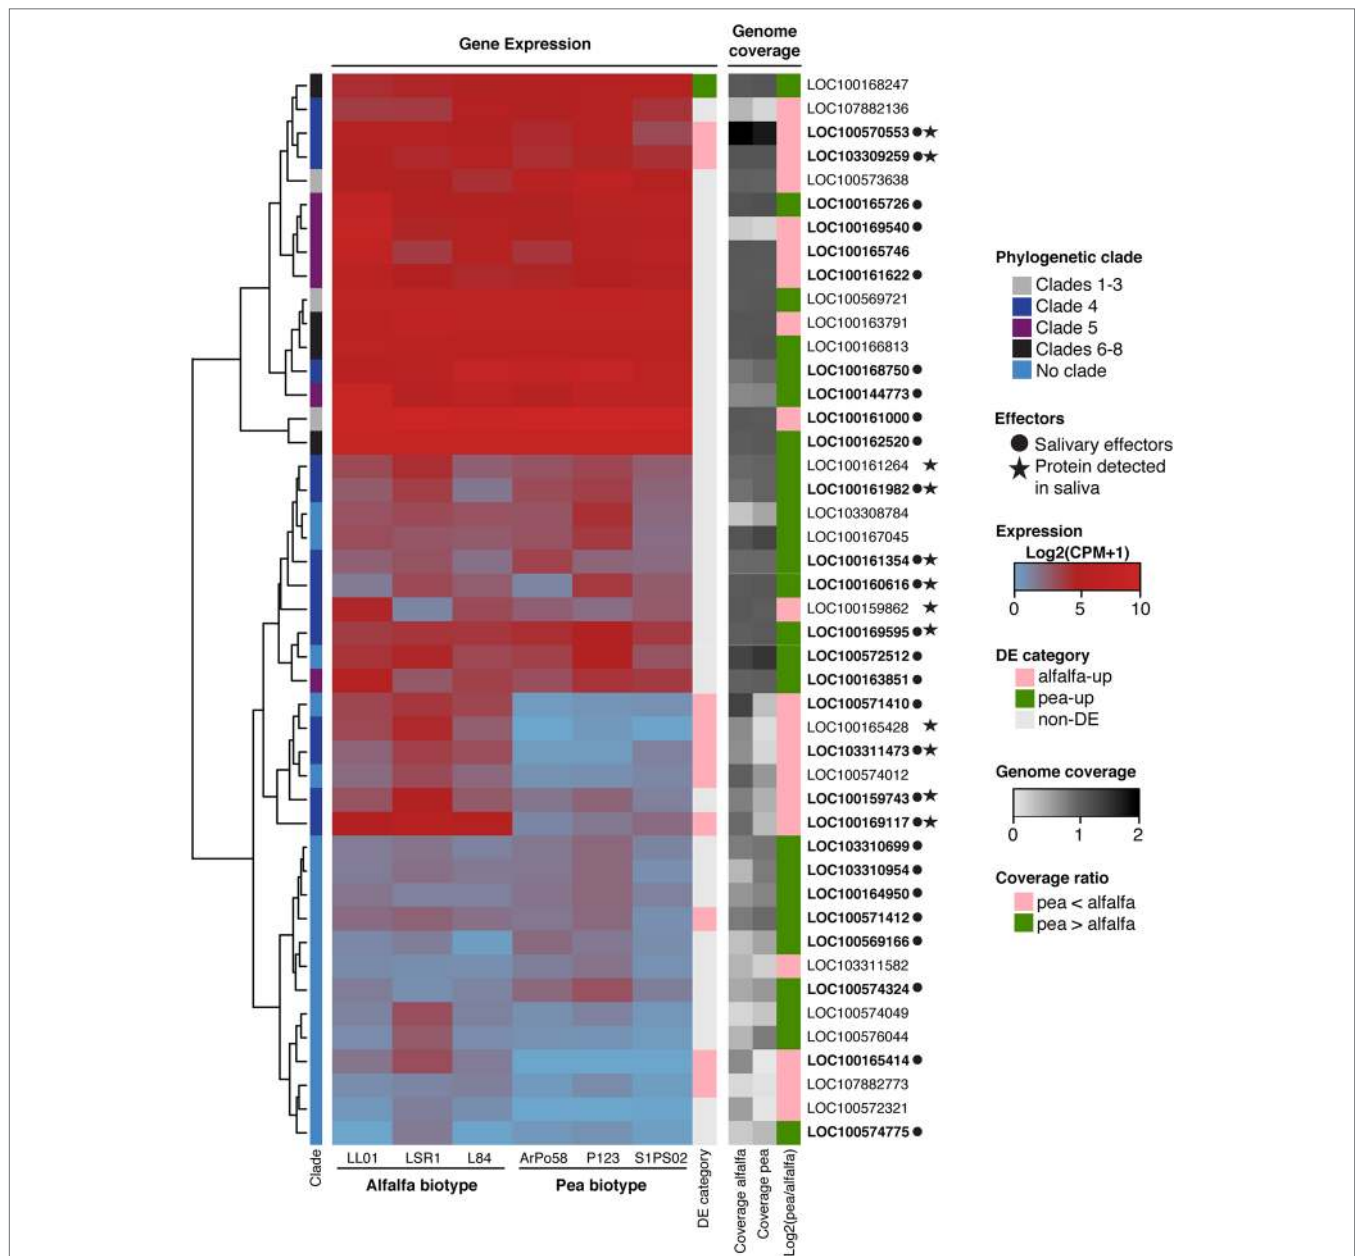 Gene Expression
Genome
coverage
LOC100168247
LOC107882136
LOC100570553
LOC103309259
LOC100573638
LOC100165726
LOC100169540
LOC100165746
LOC100161622
LOC100569721
LOC100163791
LOC100166813
LOC100168750
LOC100144773
LOC100161000
LOC100162520
LOC100161264
LOC100161982
LOC103308784
LOC100167045
LOC100161354
LOC100160616
LOC100159862
LOC100169595
LOC100572512
LOC100163851
LOC100571410
LOC100165428
LOC103311473
LOC100574012
LOC100159743
LOC100169117
LOC103310699
LOC103310954
LOC100164950
LOC100571412
LOC100569166
LOC103311582
LOC100574324
LOC100574049
LOC100576044
LOC100165414
LOC107882773
LOC100572321
LOC100574775
Clade
LL01 LSR1 L84 ArPo58 P123 S1PS02
Alfalfa biotype Pea biotype
DE category
Coverage alfalfa
Coverage pea
Log2(pea/alfalfa)
Phylogenetic clade
Clades 1-3
Clade 4
Clade 5
Clades 6-8
No clade
Effectors
Salivary effectors
Protein detected
in saliva
Expression
Log2(CPM+1)
0 5 10
DE category
alfalfa-up
pea-up
non-DE
Genome coverage
0 1 2
Coverage ratio
pea < alfalfa
pea > alfalfa